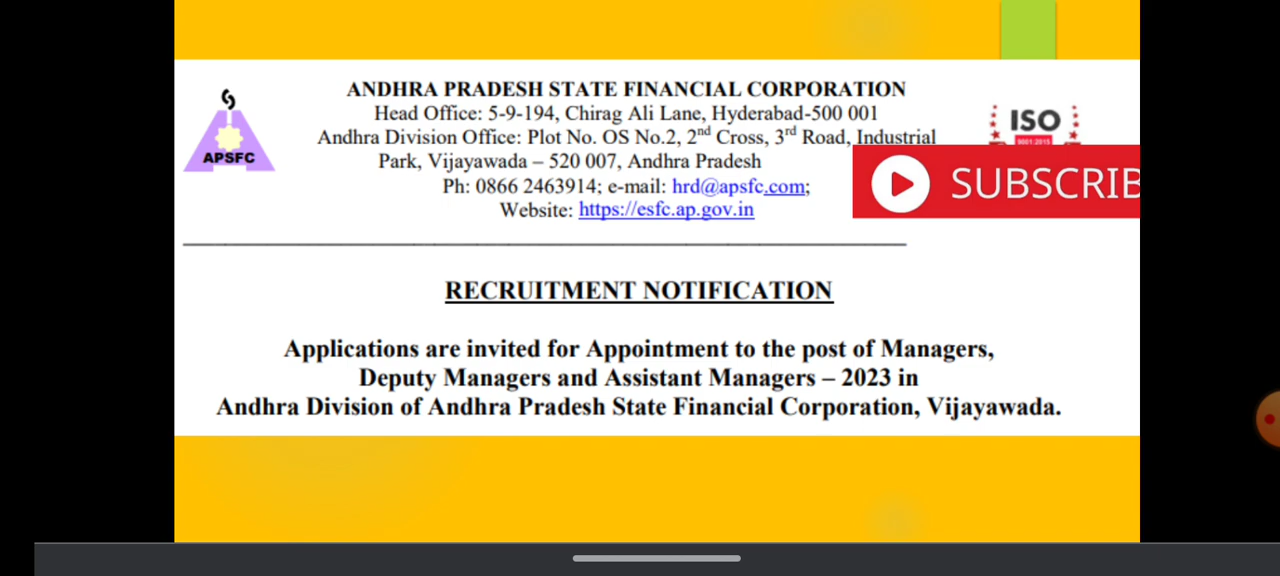 ANDHRA PRADESH STATE FINANCIAL CORPORATION
Head Office: 5-9-194, Chirag Ali Lane, Hyderabad-500 001
Andhra Division Office: Plot No. OS No.2, 2nd Cross, 3rd Road, Industrial
Park, Vijayawada – 520 007, Andhra Pradesh
Ph: 0866 2463914; e-mail: hrd@apsfc.com;
Website: https://esfc.ap.gov.in
APSFC
ISO
9001:2015
SUBSCRIB
RECRUITMENT NOTIFICATION
Applications are invited for Appointment to the post of Managers,
Deputy Managers and Assistant Managers – 2023 in
Andhra Division of Andhra Pradesh State Financial Corporation, Vijayawada.